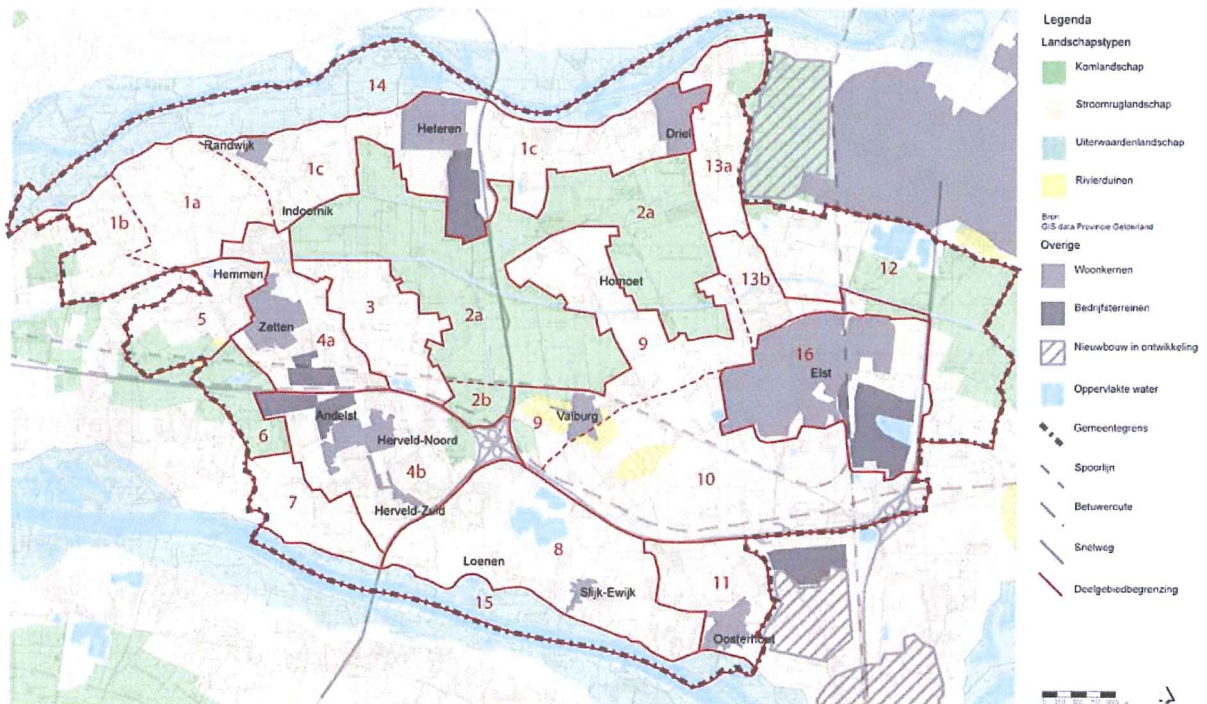 14
Heteren
Randwijk
1c
1c
Driel
13a
1a
1b
Indoornik
2a
12
Hemmen
Homoet
13b
5
Zetten
3
2a
4a
9
16
Elst
2b
Andelst
9
Valburg
6
Herveld-Noord
4b
10
7
Herveld-Zuid
8
Loenen
11
15
Slijk-Ewijk
Oosterhout
Legenda
Landschapstypen
Komlandschap
Stroomruglandschap
Uiterwaardenlandschap
Rivierduinen
Bron:
GIS data Provincie Gelderland
Overige
Woonkernen
Bedrijfsterreinen
Nieuwbouw in ontwikkeling
Oppervlakte water
Gemeentegrens
Spoorlijn
Betuweroute
Snelweg
Deelgebiedbegrenzing